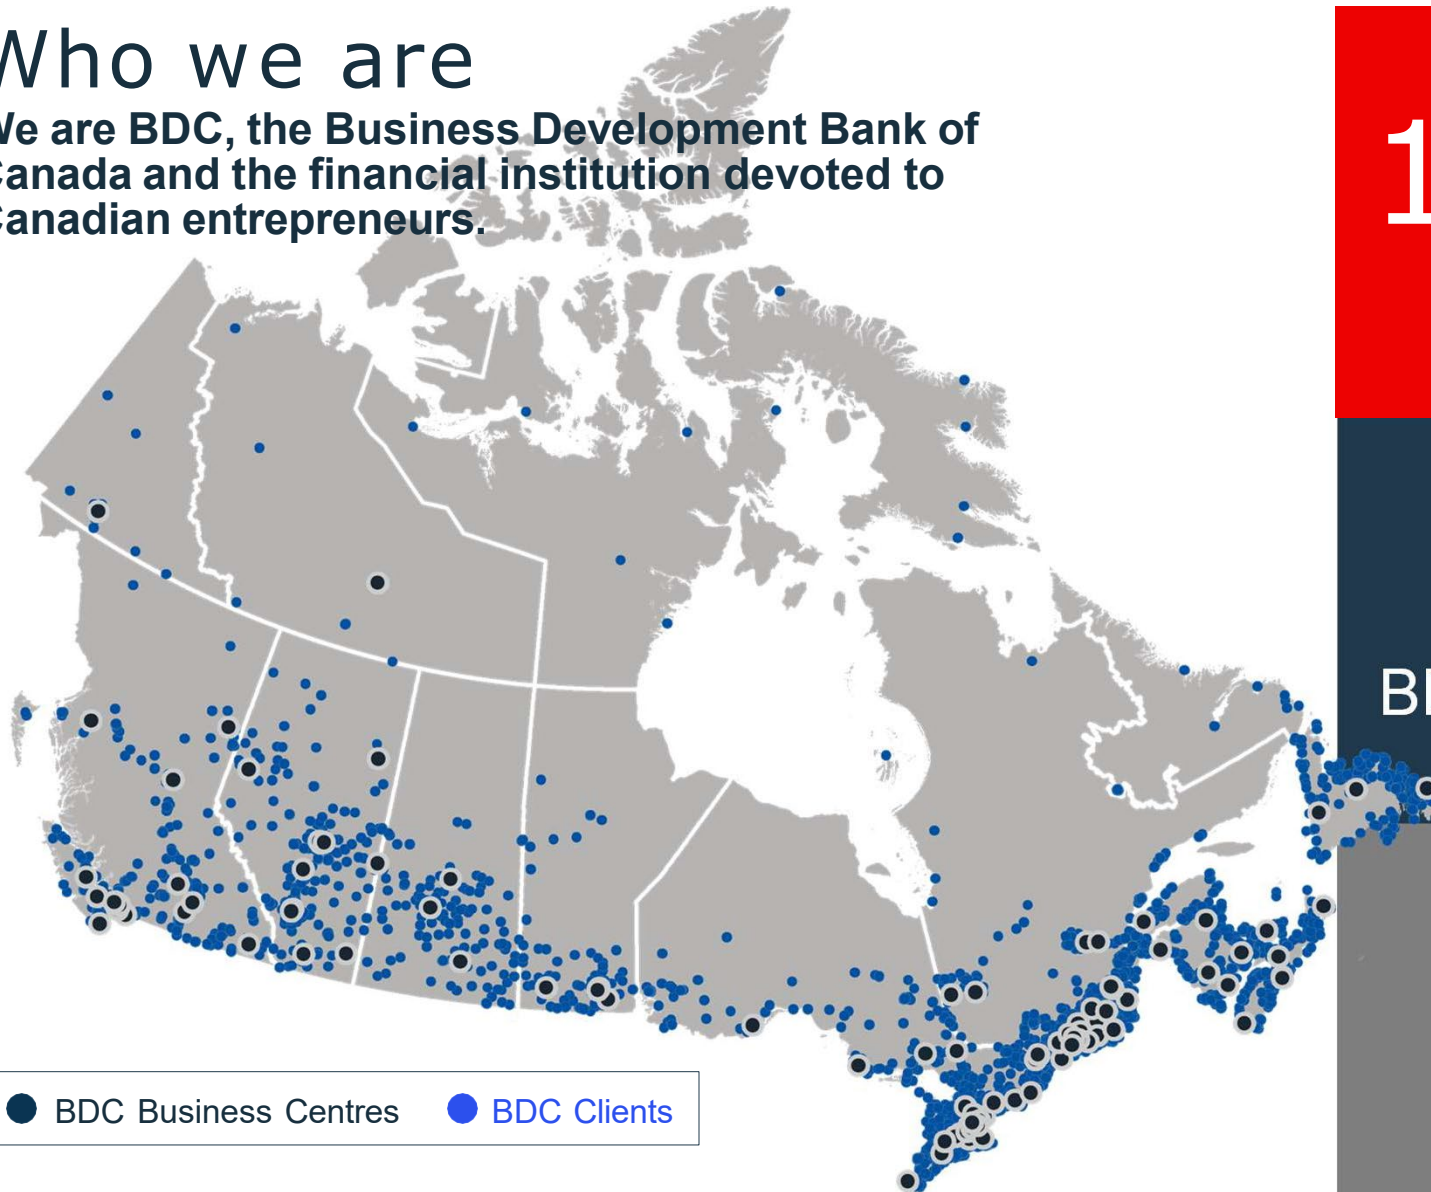 Who we are
We are BDC, the Business Development Bank of
Canada and the financial institution devoted to
Canadian entrepreneurs.
1
BDC Business Centres
BDC Clients